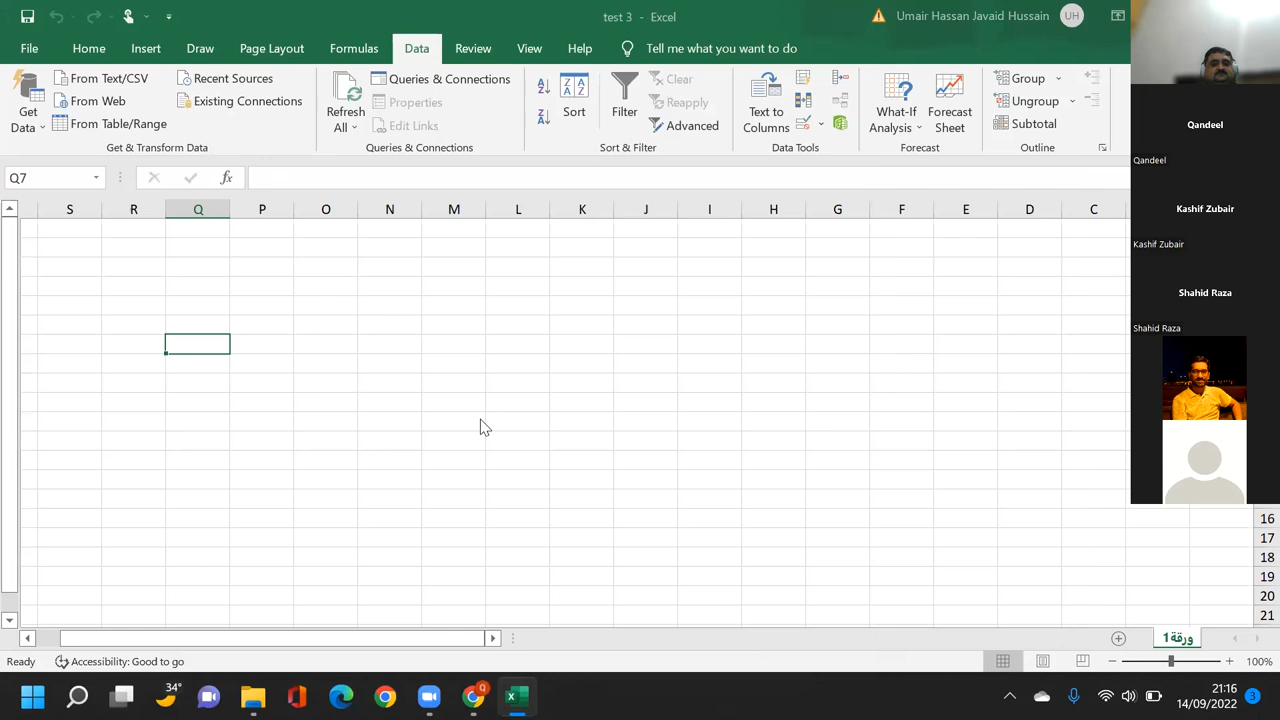 test 3 - Excel
Umair Hassan Javaid Hussain
UH
File
Home
Insert
Draw
Page Layout
Formulas
Data
Review
View
Help
Tell me what you want to do
Get Data
From Text/CSV
From Web
From Table/Range
Recent Sources
Existing Connections
Get & Transform Data
Refresh All
Queries & Connections
Properties
Edit Links
Queries & Connections
Sort
Filter
Clear
Reapply
Advanced
Sort & Filter
Text to Columns
Data Tools
What-If Analysis
Forecast Sheet
Forecast
Group
Ungroup
Subtotal
Outline
Q7
fx
S R Q P O N M L K J I H G F E D C
16
17
18
19
20
21
Qandeel
Qandeel
Kashif Zubair
Kashif Zubair
Shahid Raza
Shahid Raza
ورقة1
Ready
Accessibility: Good to go
100%
34°
21:16
14/09/2022
3